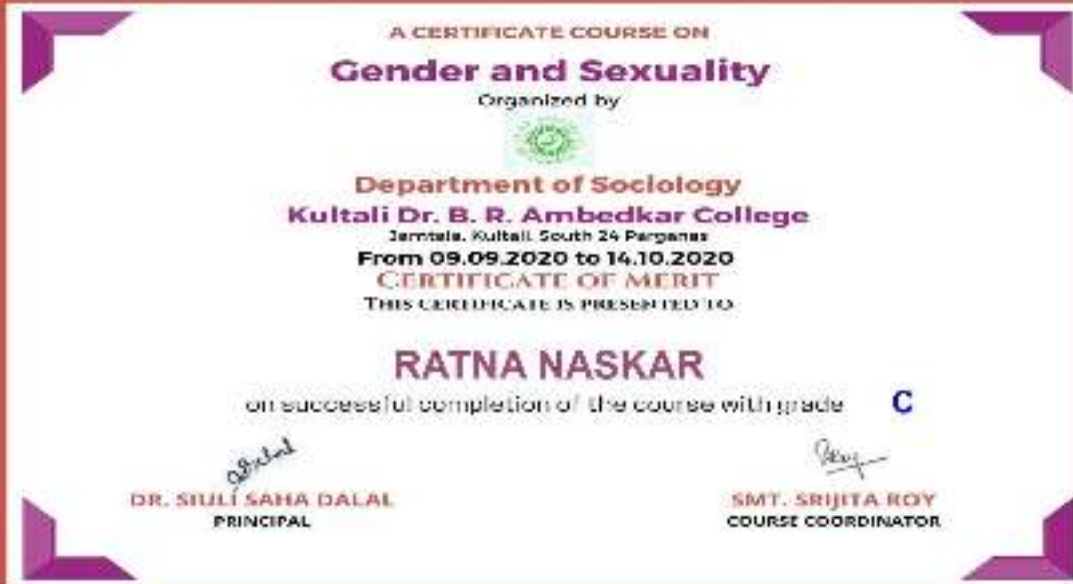 A CERTIFICATE COURSE ON
Gender and Sexuality
Organized by
Department of Sociology
Kultali Dr. B. R. Ambedkar College
Jamtala, Kultali, South 24 Parganas
From 09.09.2020 to 14.10.2020
CERTIFICATE OF MERIT
THIS CERTIFICATE IS PRESENTED TO
RATNA NASKAR
on successful completion of the course with grade C
DR. SIULI SAHA DALAL
PRINCIPAL
SMT. SRIJITA ROY
COURSE COORDINATOR